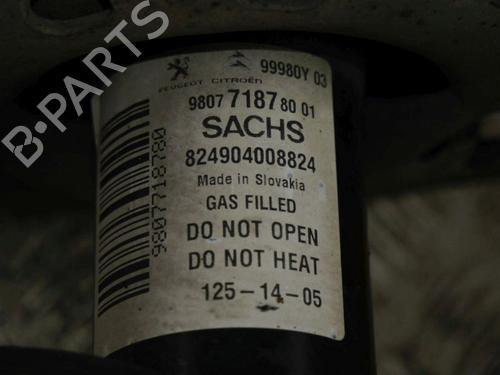 99980Y 03
PEUGEOT CITROËN
9807 7187 80 01
SACHS
824904008824
Made in Slovakia
GAS FILLED
DO NOT OPEN
DO NOT HEAT
125-14-05
9807718780
B